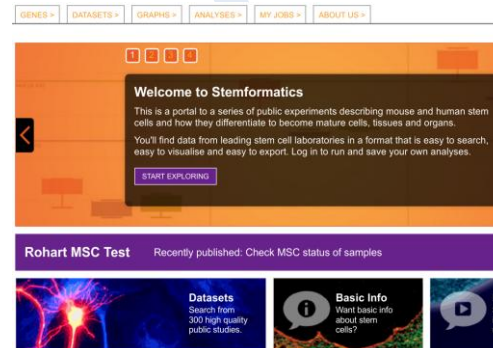 GENES > DATASETS > GRAPHS > ANALYSES > MY JOBS > ABOUT US >
1 2 3 4
Welcome to Stemformatics
This is a portal to a series of public experiments describing mouse and human stem
cells and how they differentiate to become mature cells, tissues and organs.
You'll find data from leading stem cell laboratories in a format that is easy to search,
easy to visualise and easy to export. Log in to run and save your own analyses.
START EXPLORING
Rohart MSC Test Recently published: Check MSC status of samples
Datasets
Search from
300 high quality
public studies.
Basic Info
Want basic info
about stem
cells?